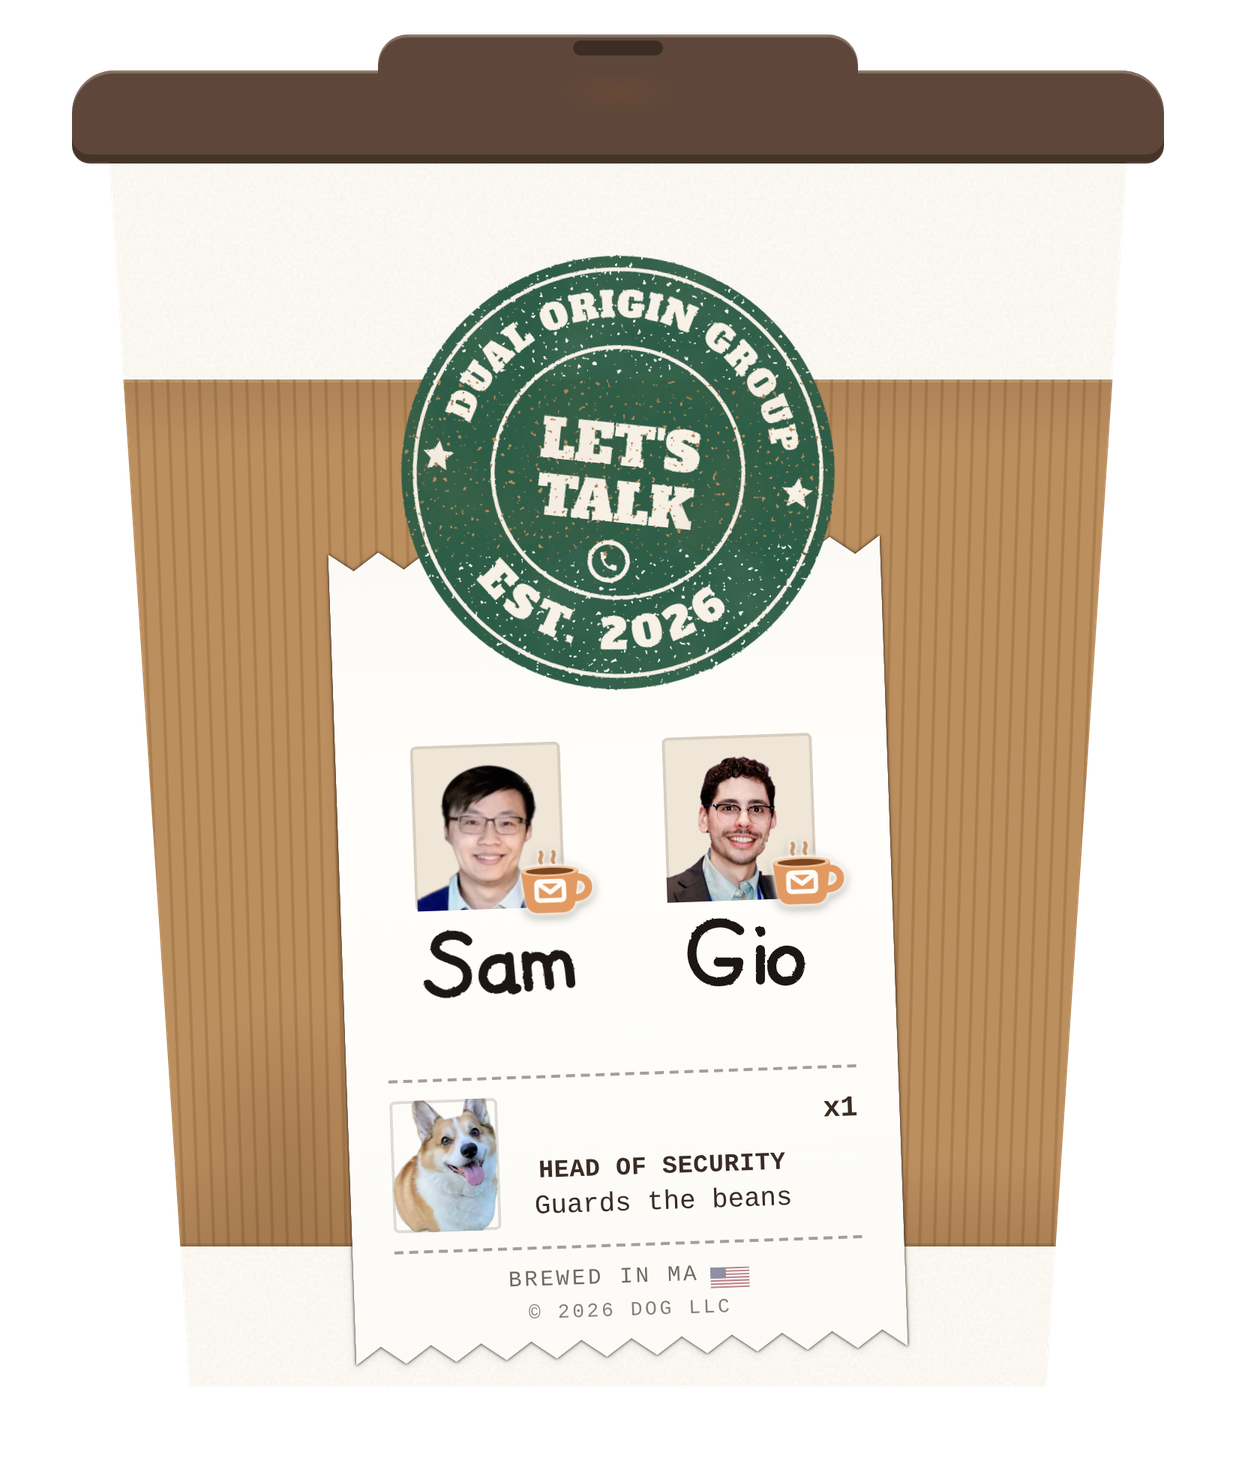 DUAL ORIGIN GROUP
LET'S
TALK
EST. 2026
Sam
Gio
x1
HEAD OF SECURITY
Guards the beans
BREWED IN MA
© 2026 DOG LLC